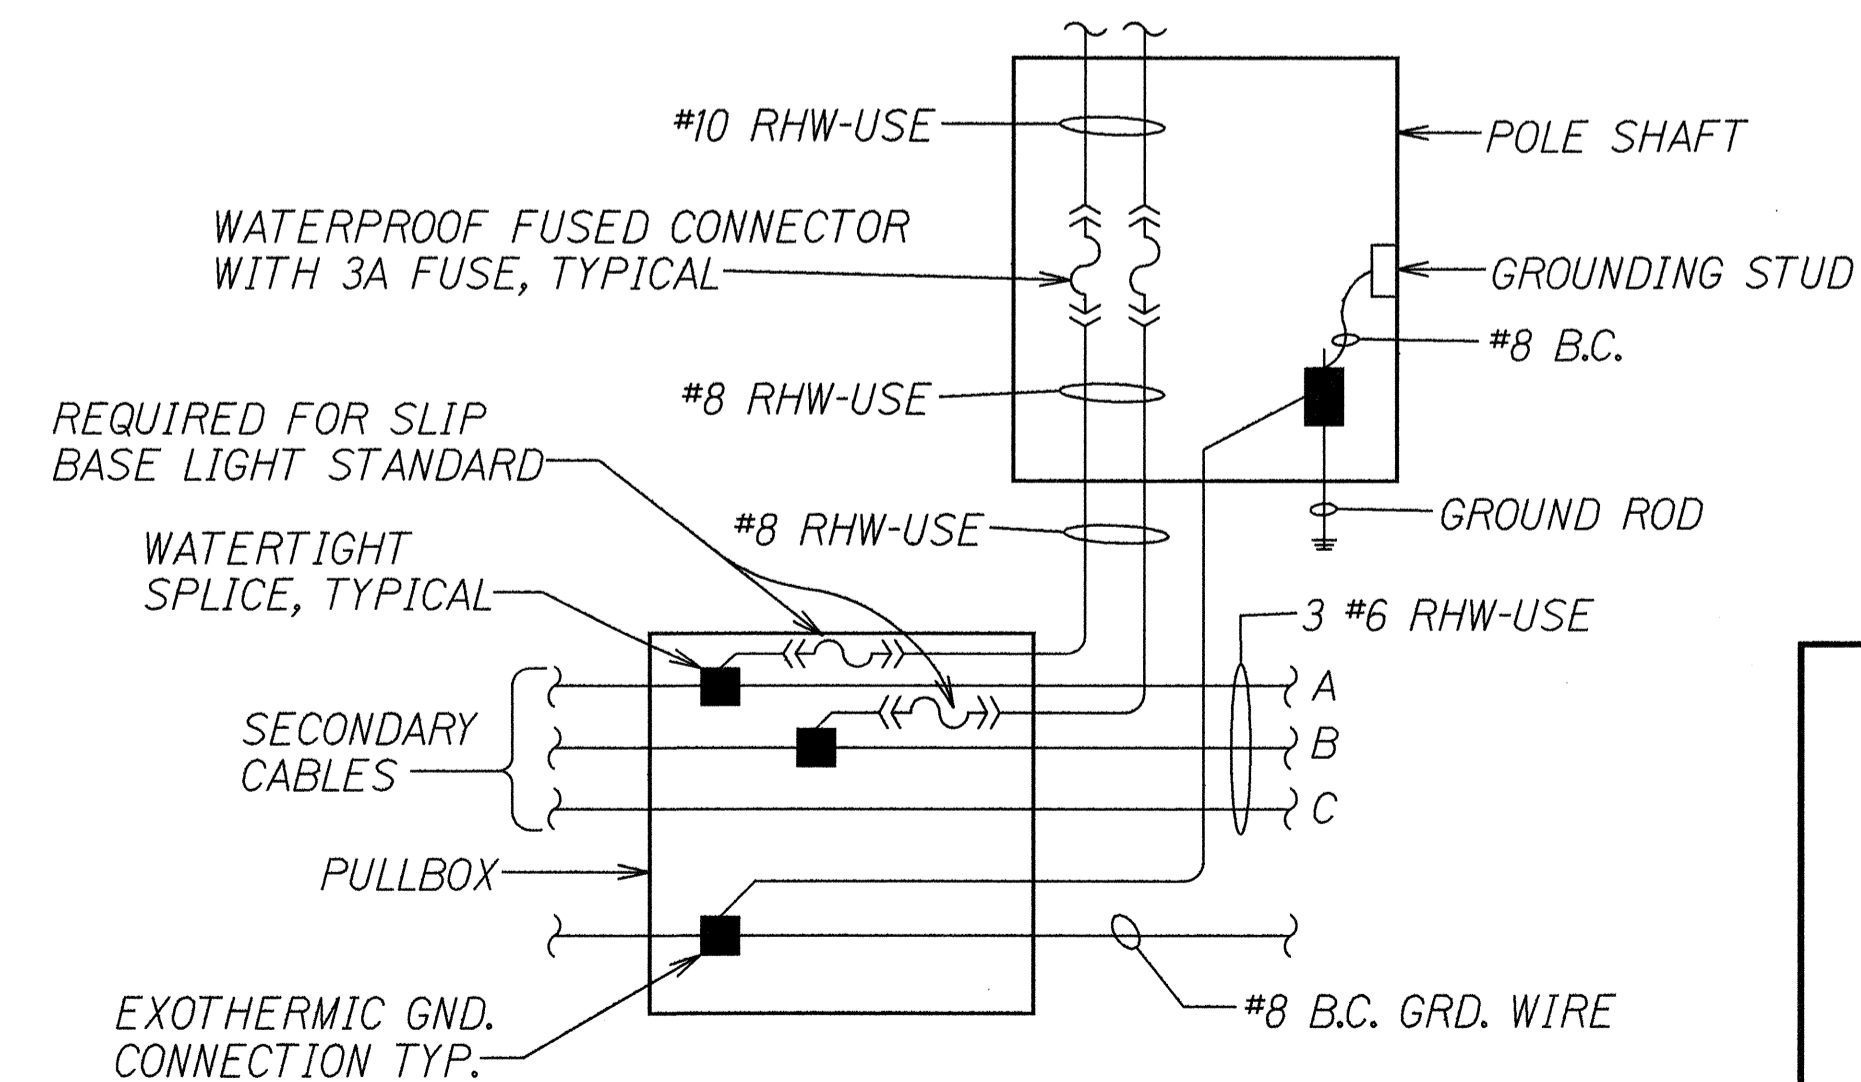 #10 RHW-USE
POLE SHAFT
WATERPROOF FUSED CONNECTOR
WITH 3A FUSE, TYPICAL
GROUNDING STUD
#8 B.C.
#8 RHW-USE
REQUIRED FOR SLIP
BASE LIGHT STANDARD
GROUND ROD
#8 RHW-USE
WATERTIGHT
SPLICE, TYPICAL
3 #6 RHW-USE
A
SECONDARY
CABLES
B
C
PULLBOX
EXOTHERMIC GND.
CONNECTION TYP.
#8 B.C. GRD. WIRE